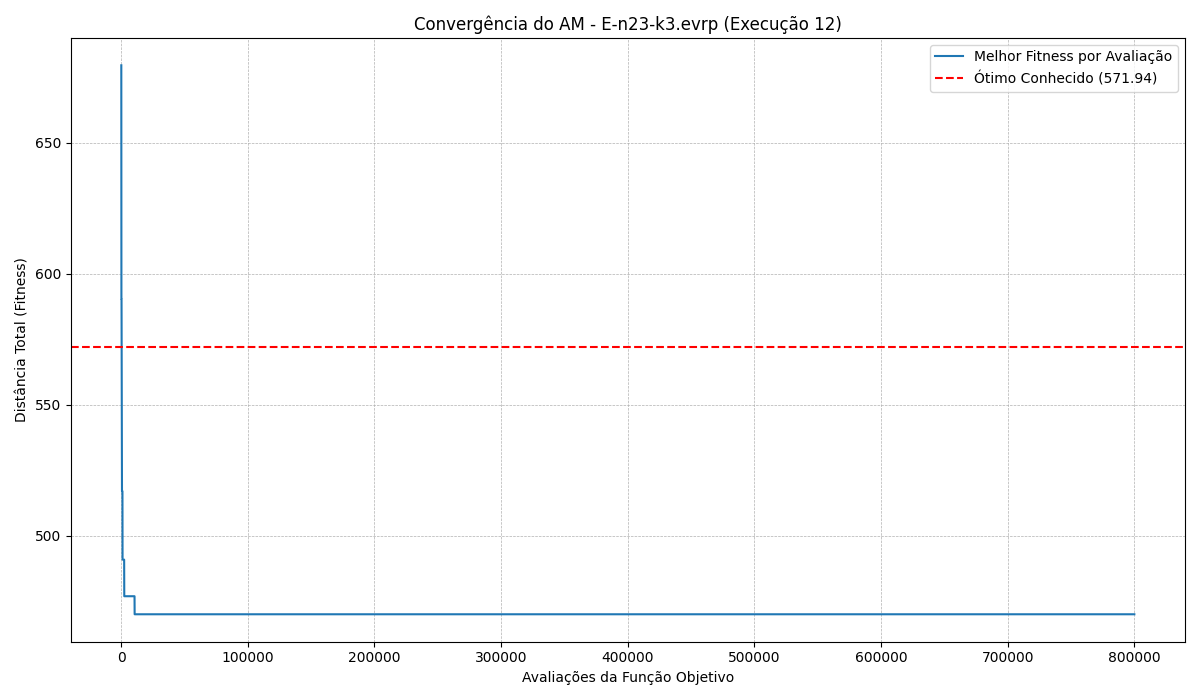 Convergência do AM - E-n23-k3.evrp (Execução 12)
Melhor Fitness por Avaliação
Ótimo Conhecido (571.94)
Distância Total (Fitness)
650
600
550
500
0 100000 200000 300000 400000 500000 600000 700000 800000
Avaliações da Função Objetivo